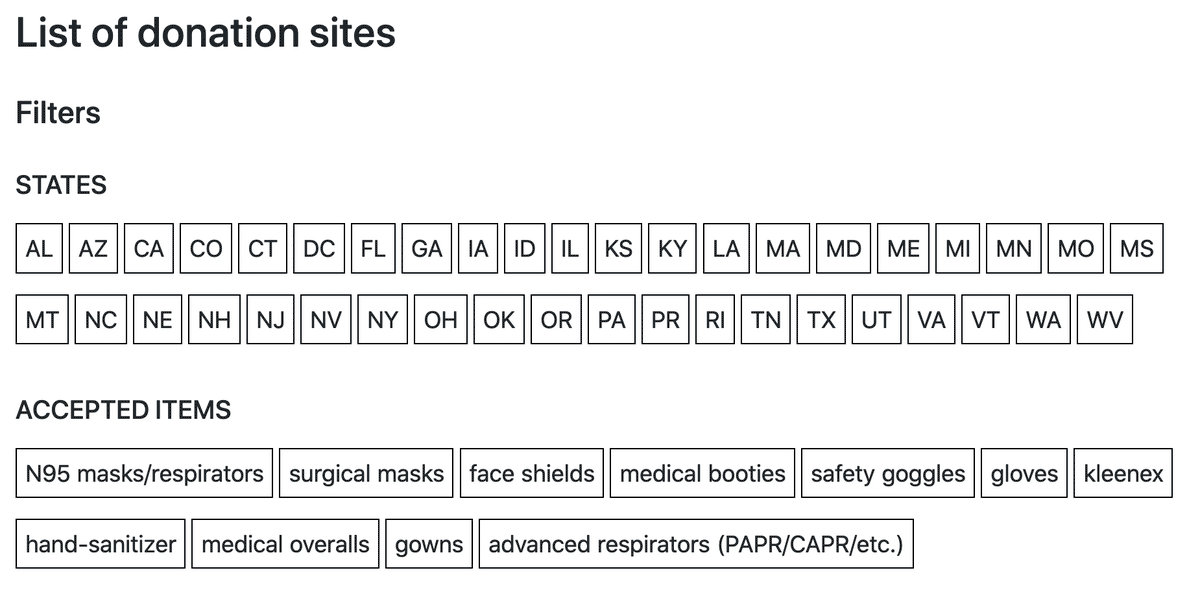 List of donation sites
Filters
STATES
AL AZ CA CO CT DC FL GA IA ID IL KS KY LA MA MD ME MI MN MO MS
MT NC NE NH NJ NV NY OH OK OR PA PR RI TN TX UT VA VT WA WV
ACCEPTED ITEMS
N95 masks/respirators surgical masks face shields medical booties safety goggles gloves kleenex
hand-sanitizer medical overalls gowns advanced respirators (PAPR/CAPR/etc.)